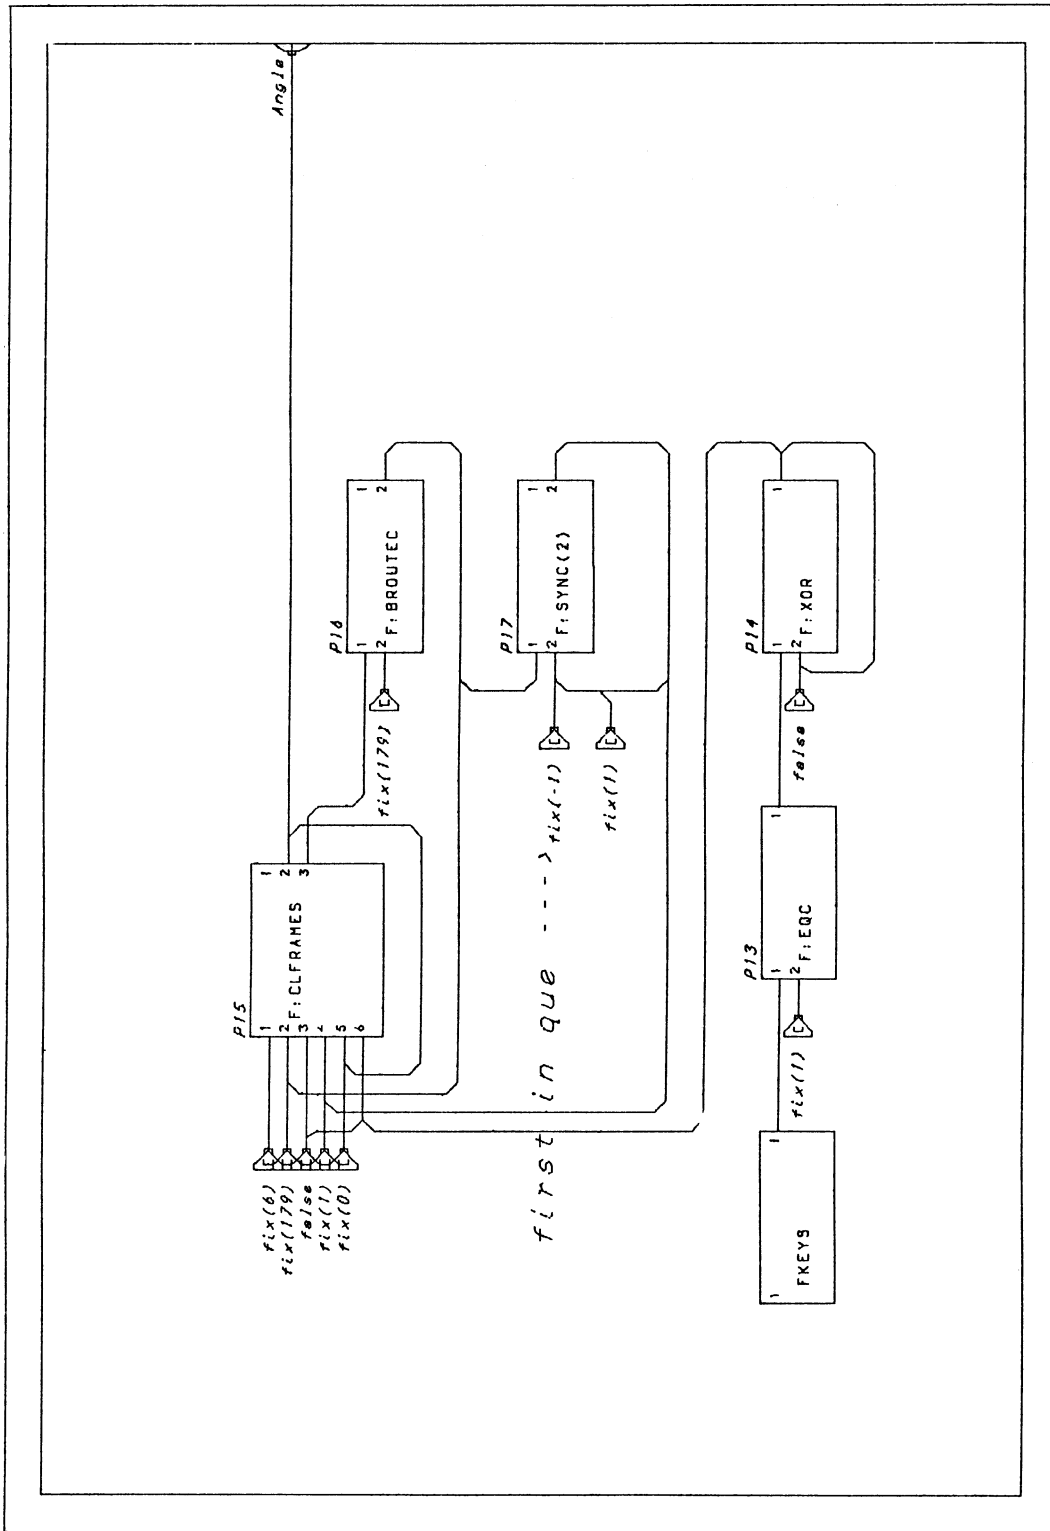 Angle
P15
F:CLFRAMES
1
2
3
4
5
6
1
2
3
fix(6)
fix(179)
false
fix(1)
fix(0)
P16
F:BROUTEC
1
2
1
2
fix(179)
P17
F:SYNC(2)
1
2
1
2
first in que ---->
fix(-1)
fix(1)
P14
F:XOR
1
2
1
false
P13
F:EQC
1
2
1
fix(1)
FKEYS
1
1
C
C
C
C
C
C
C
C
C
C